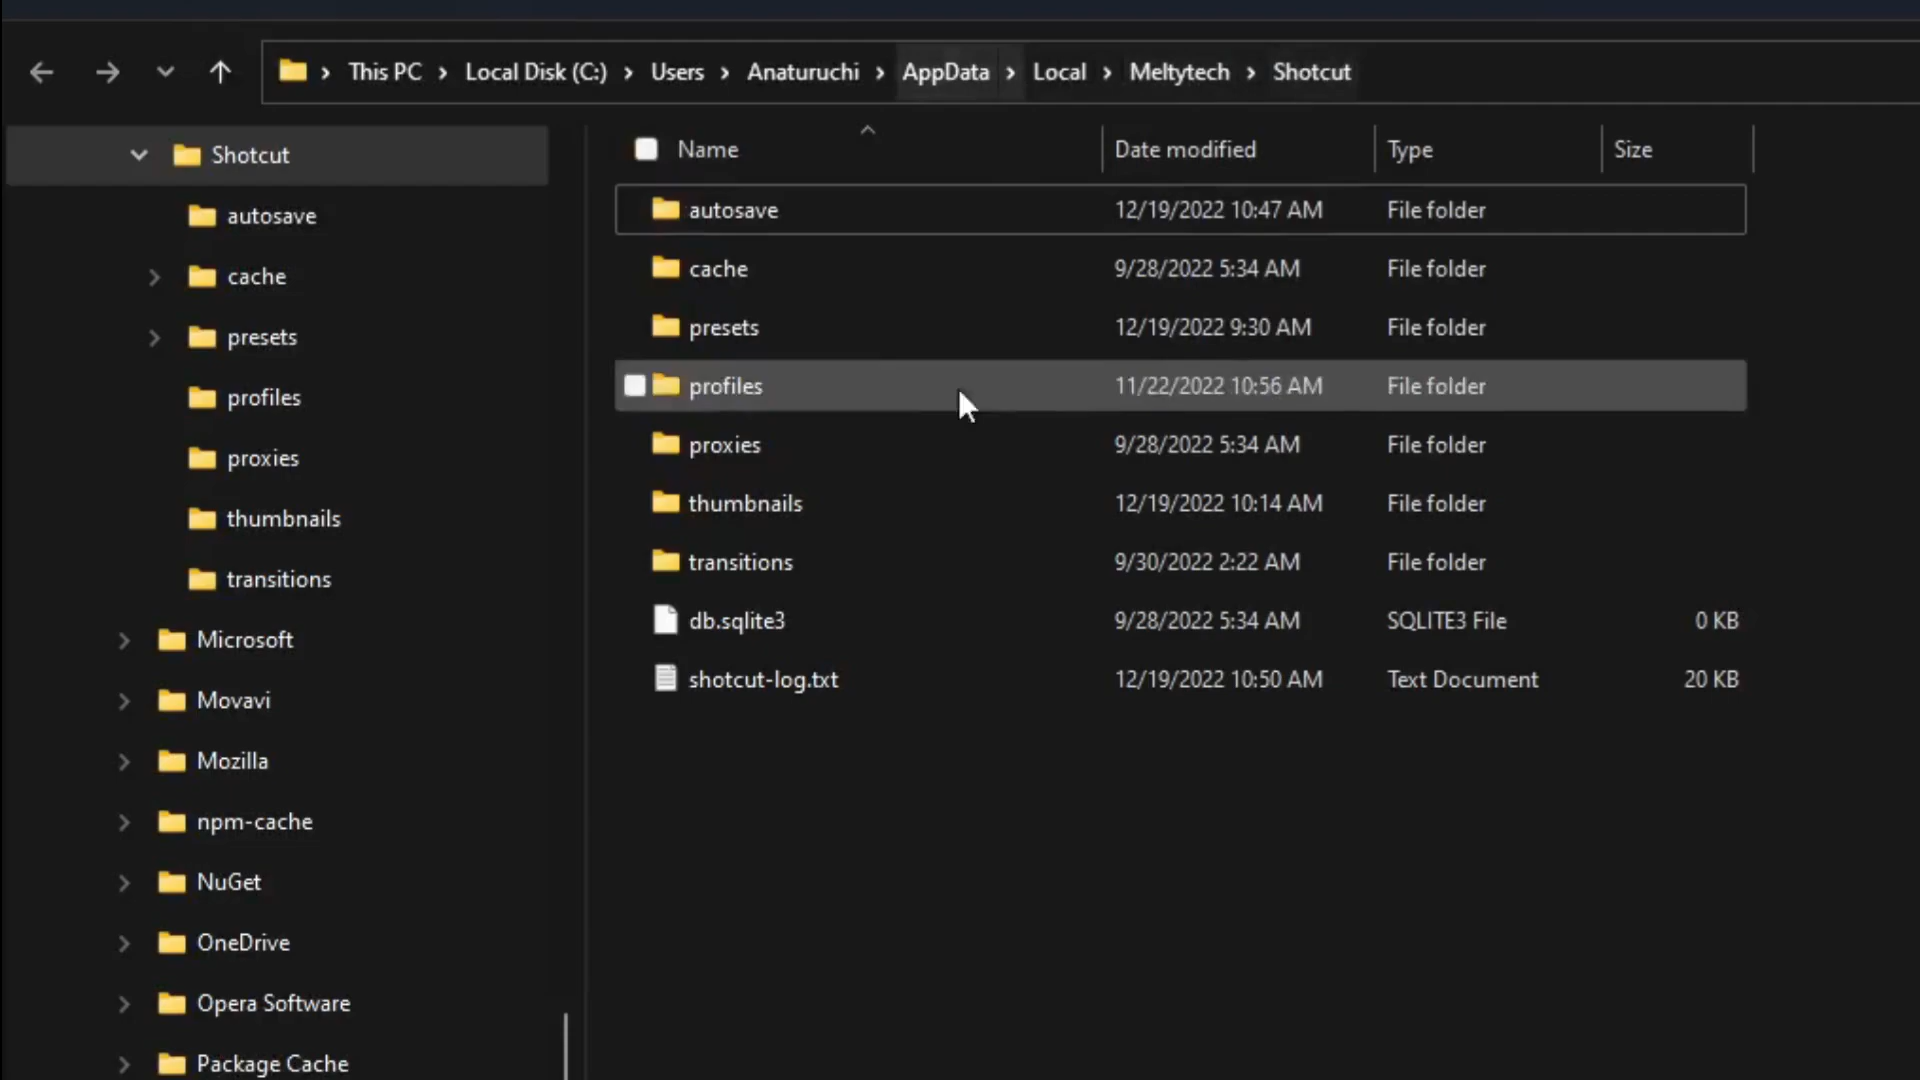 This PC > Local Disk (C:) > Users > Anaturuchi > AppData > Local > Meltytech > Shotcut
Shotcut
autosave
cache
presets
profiles
proxies
thumbnails
transitions
Microsoft
Movavi
Mozilla
npm-cache
NuGet
OneDrive
Opera Software
Package Cache
Name Date modified Type Size
autosave 12/19/2022 10:47 AM File folder
cache 9/28/2022 5:34 AM File folder
presets 12/19/2022 9:30 AM File folder
profiles 11/22/2022 10:56 AM File folder
proxies 9/28/2022 5:34 AM File folder
thumbnails 12/19/2022 10:14 AM File folder
transitions 9/30/2022 2:22 AM File folder
db.sqlite3 9/28/2022 5:34 AM SQLITE3 File 0 KB
shotcut-log.txt 12/19/2022 10:50 AM Text Document 20 KB